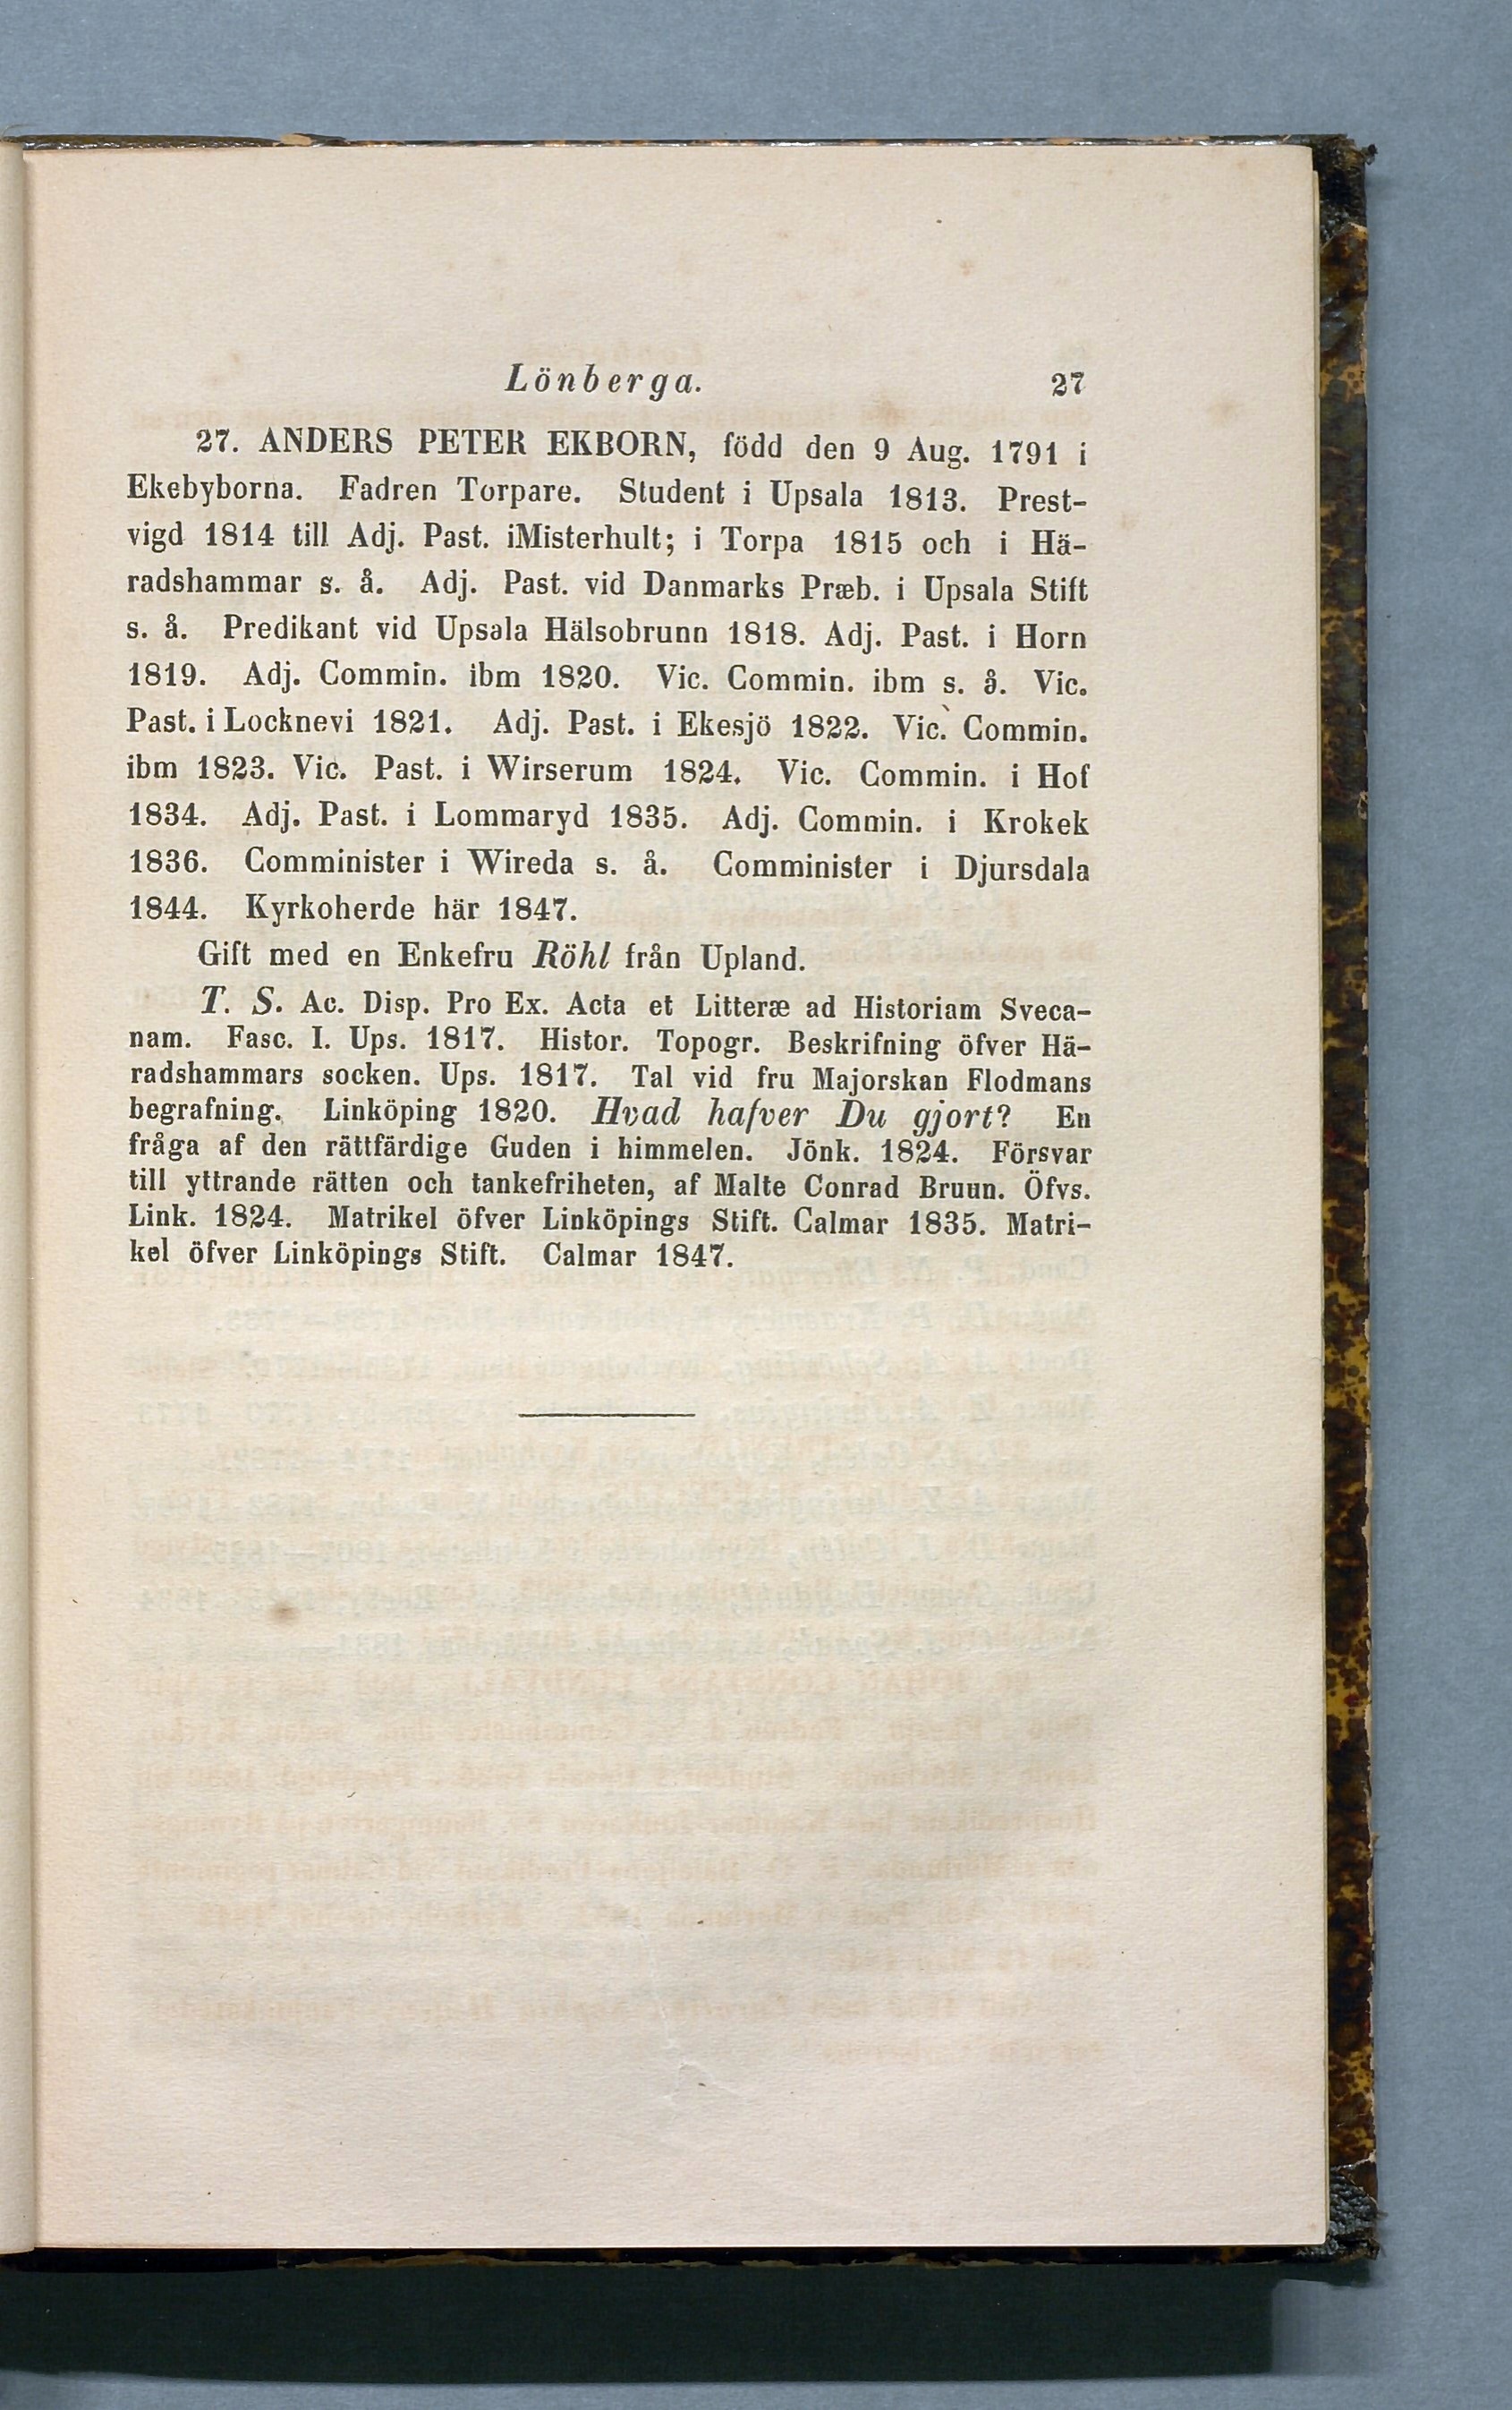 Lönberga. 27
27. ANDERS PETER EKBORN, född den 9 Aug. 1791 i
Ekebyborna. Fadren Torpare. Student i Upsala 1813. Prest-
vigd 1814 till Adj. Past. iMisterhult; i Torpa 1815 och i Hä-
radshammar s. å. Adj. Past. vid Danmarks Præb. i Upsala Stift
s. å. Predikant vid Upsala Hälsobrunn 1818. Adj. Past. i Horn
1819. Adj. Commin. ibm 1820. Vic. Commin. ibm s. å. Vic.
Past. i Locknevi 1821. Adj. Past. i Ekesjö 1822. Vic. Commin.
ibm 1823. Vic. Past. i Wirserum 1824. Vic. Commin. i Hof
1834. Adj. Past. i Lommaryd 1835. Adj. Commin. i Krokek
1836. Comminister i Wireda s. å. Comminister i Djursdala
1844. Kyrkoherde här 1847.
Gift med en Enkefru Röhl från Upland.
T. S. Ac. Disp. Pro Ex. Acta et Litteræ ad Historiam Sveca-
nam. Fasc. I. Ups. 1817. Histor. Topogr. Beskrifning öfver Hä-
radshammars socken. Ups. 1817. Tal vid fru Majorskan Flodmans
begrafning. Linköping 1820. Hvad hafver Du gjort? En
fråga af den rättfärdige Guden i himmelen. Jönk. 1824. Försvar
till yttrande rätten och tankefriheten, af Malte Conrad Bruun. Öfvs.
Link. 1824. Matrikel öfver Linköpings Stift. Calmar 1835. Matri-
kel öfver Linköpings Stift. Calmar 1847.